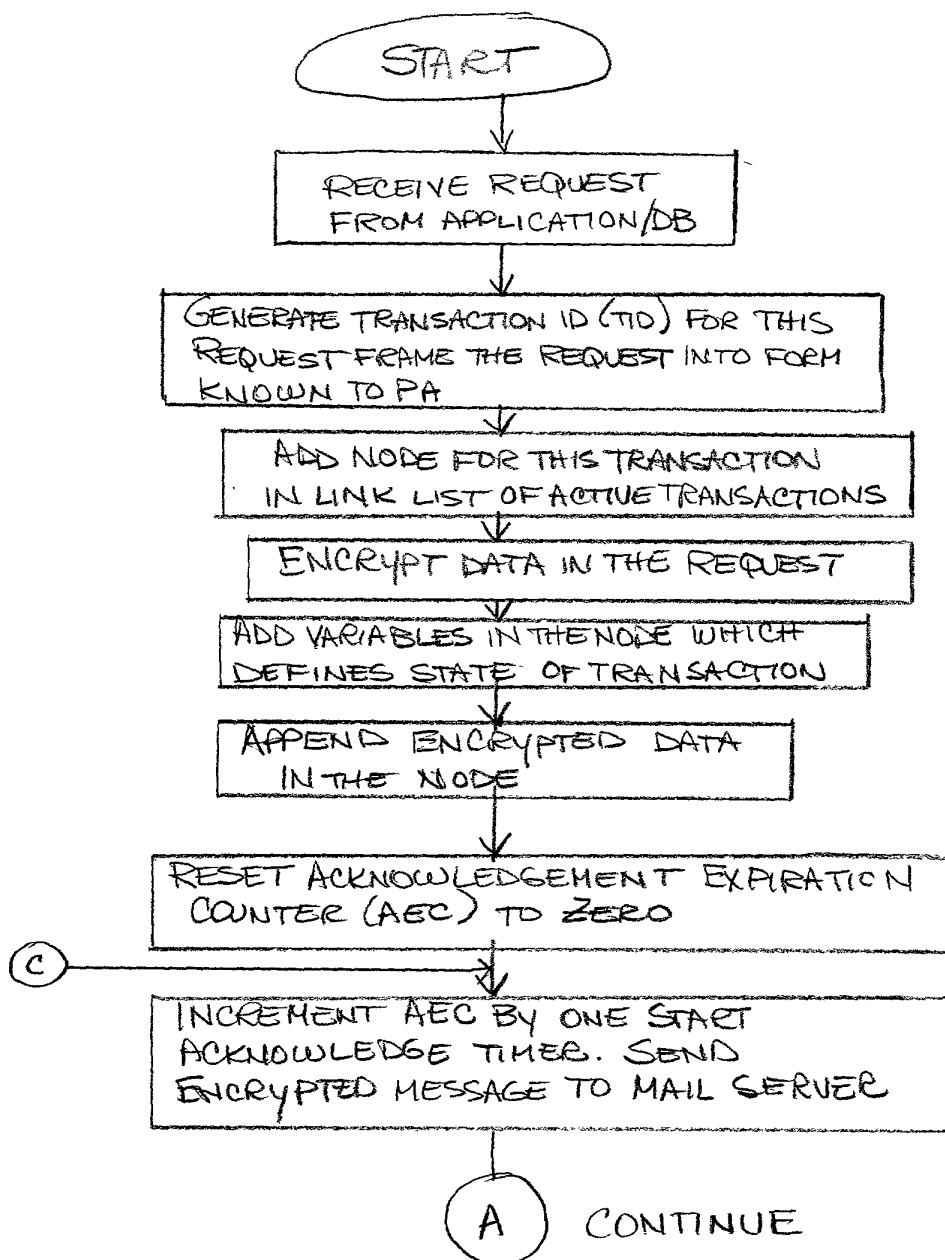 START
RECEIVE REQUEST
FROM APPLICATION/DB
GENERATE TRANSACTION ID (TID) FOR THIS
REQUEST FRAME THE REQUEST INTO FORM
KNOWN TO PA
ADD NODE FOR THIS TRANSACTION
IN LINK LIST OF ACTIVE TRANSACTIONS
ENCRYPT DATA IN THE REQUEST
ADD VARIABLES IN THE NODE WHICH
DEFINES STATE OF TRANSACTION
APPEND ENCRYPTED DATA
IN THE NODE
RESET ACKNOWLEDGEMENT EXPIRATION
COUNTER (AEC) TO ZERO
C
INCREMENT AEC BY ONE START
ACKNOWLEDGE TIMER. SEND
ENCRYPTED MESSAGE TO MAIL SERVER
A CONTINUE